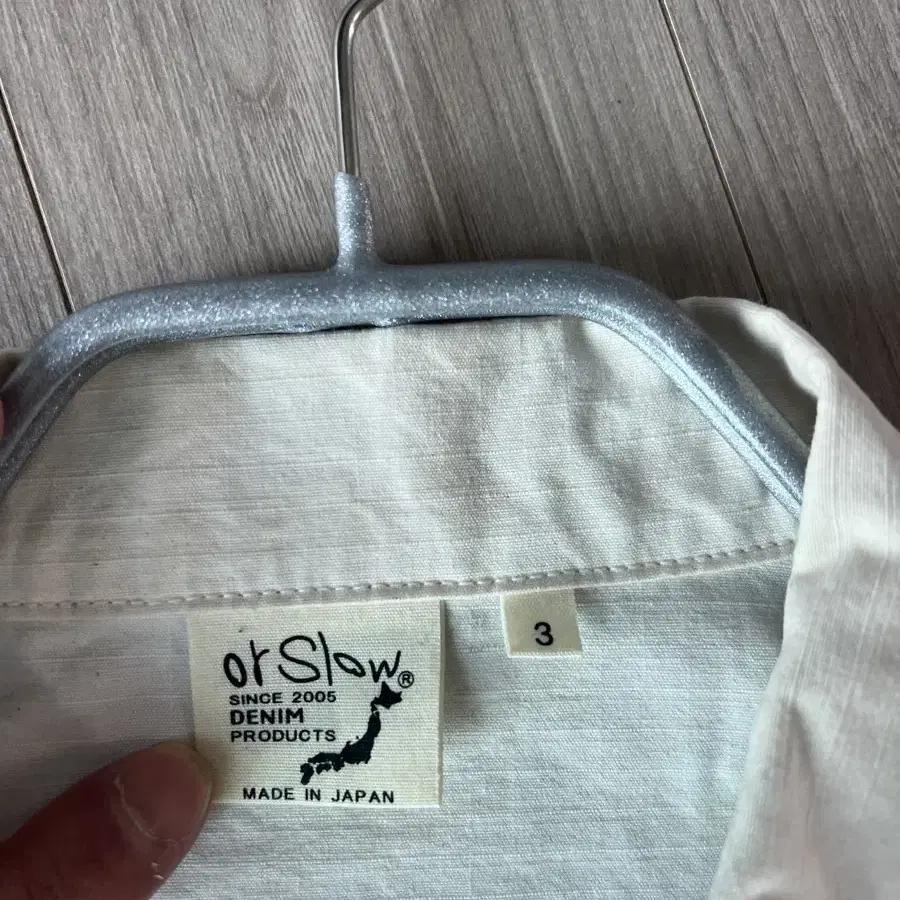 orSlow®
SINCE 2005
DENIM
PRODUCTS
MADE IN JAPAN
3